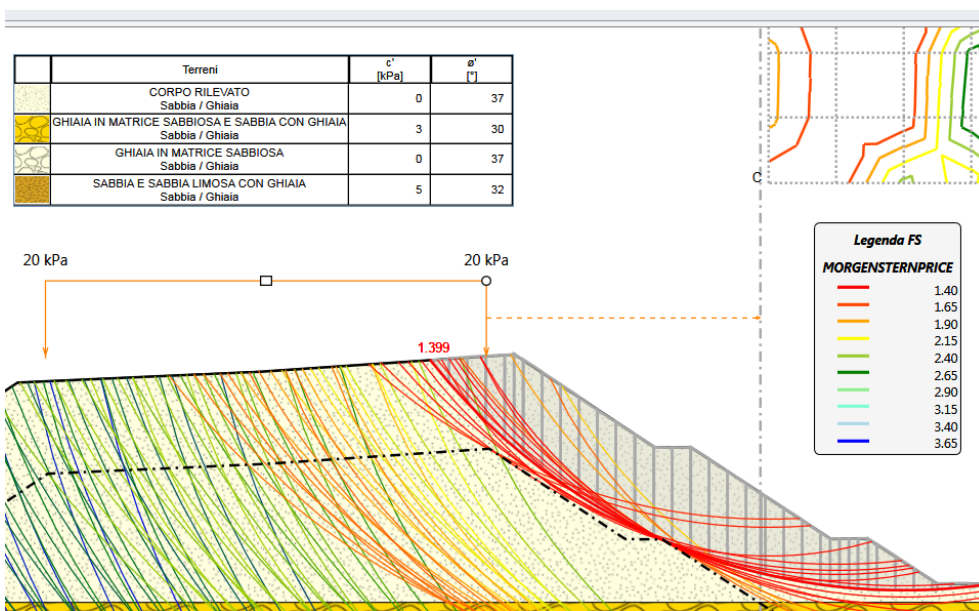 Terreni
c'
[kPa]
ø'
[°]
CORPO RILEVATO
Sabbia / Ghiaia
0
37
GHIAIA IN MATRICE SABBIOSA E SABBIA CON GHIAIA
Sabbia / Ghiaia
3
30
GHIAIA IN MATRICE SABBIOSA
Sabbia / Ghiaia
0
37
SABBIA E SABBIA LIMOSA CON GHIAIA
Sabbia / Ghiaia
5
32
C
Legenda FS
MORGENSTERNPRICE
1.40
1.65
1.90
2.15
2.40
2.65
2.90
3.15
3.40
3.65
20 kPa
20 kPa
1.399